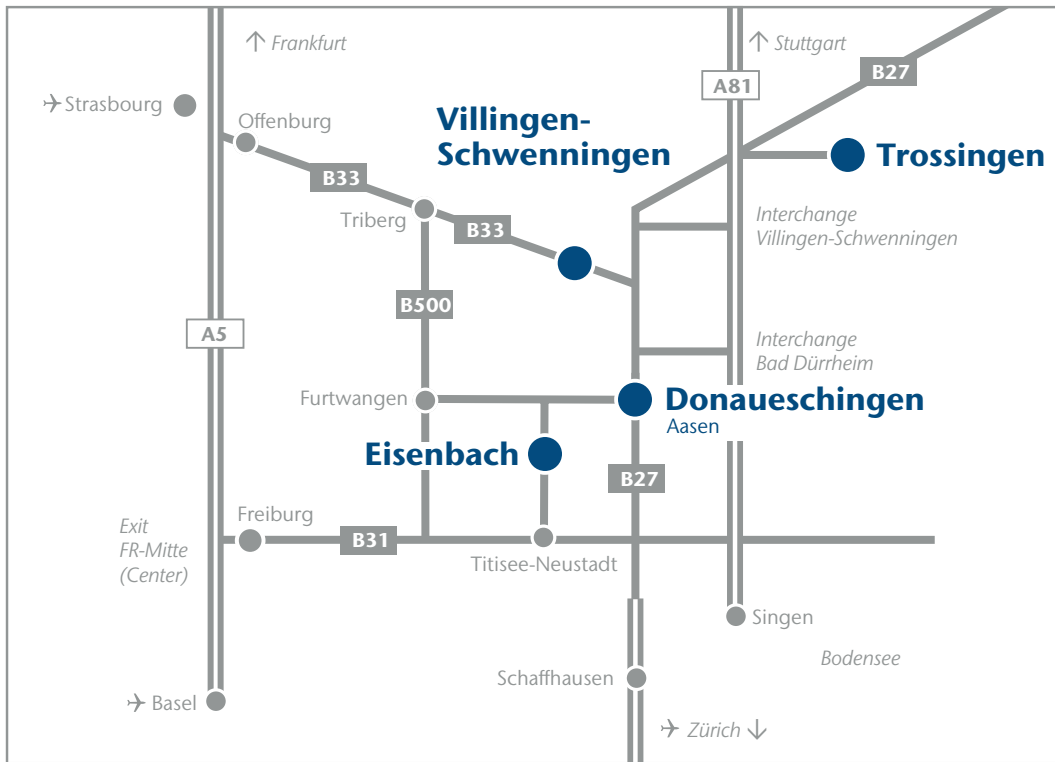 ↑ Frankfurt
↑ Stuttgart
B27
A81
✈ Strasbourg
Offenburg
Villingen-
Schwenningen
Trossingen
B33
Triberg
B33
Interchange
Villingen-Schwenningen
B500
A5
Interchange
Bad Dürrheim
Furtwangen
Donaueschingen
Aasen
Eisenbach
B27
Freiburg
Exit
FR-Mitte
(Center)
B31
Titisee-Neustadt
Singen
Bodensee
Schaffhausen
✈ Basel
✈ Zürich ↓